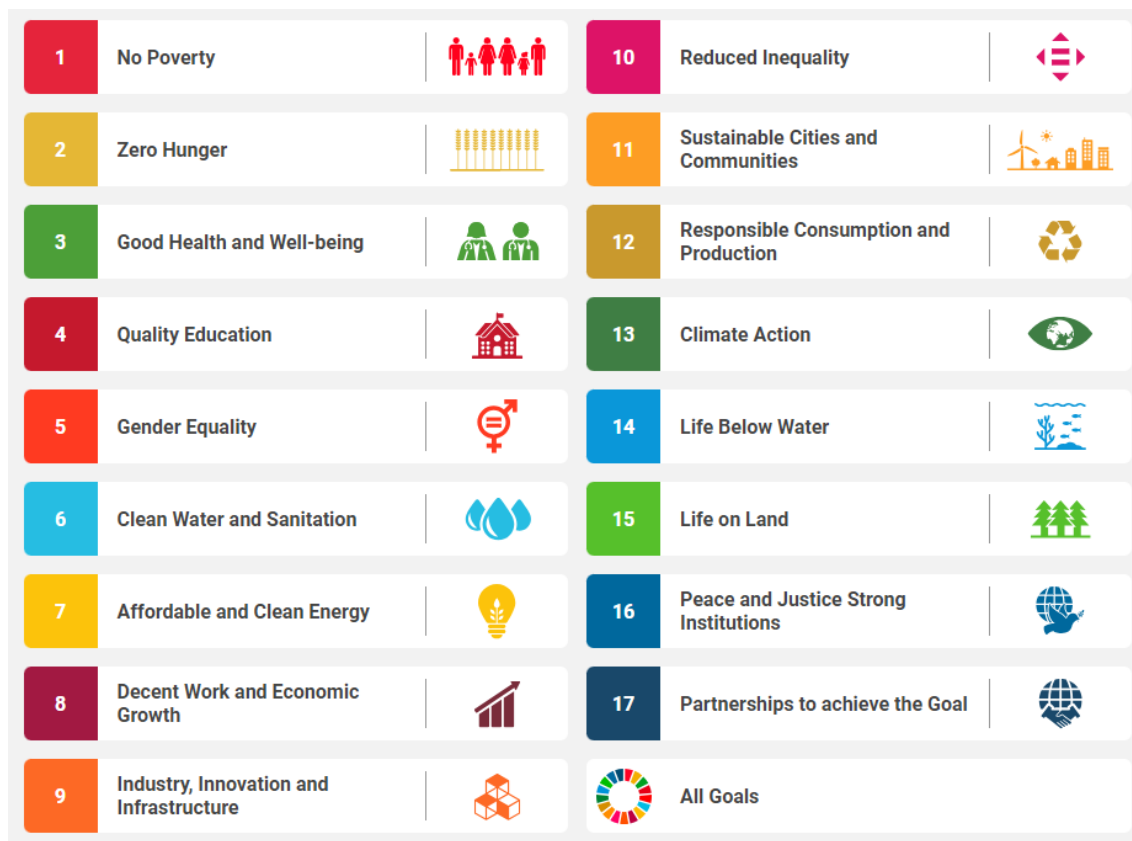 1
No Poverty
2
Zero Hunger
3
Good Health and Well-being
4
Quality Education
5
Gender Equality
6
Clean Water and Sanitation
7
Affordable and Clean Energy
8
Decent Work and Economic
Growth
9
Industry, Innovation and
Infrastructure
10
Reduced Inequality
11
Sustainable Cities and
Communities
12
Responsible Consumption and
Production
13
Climate Action
14
Life Below Water
15
Life on Land
16
Peace and Justice Strong
Institutions
17
Partnerships to achieve the Goal
All Goals